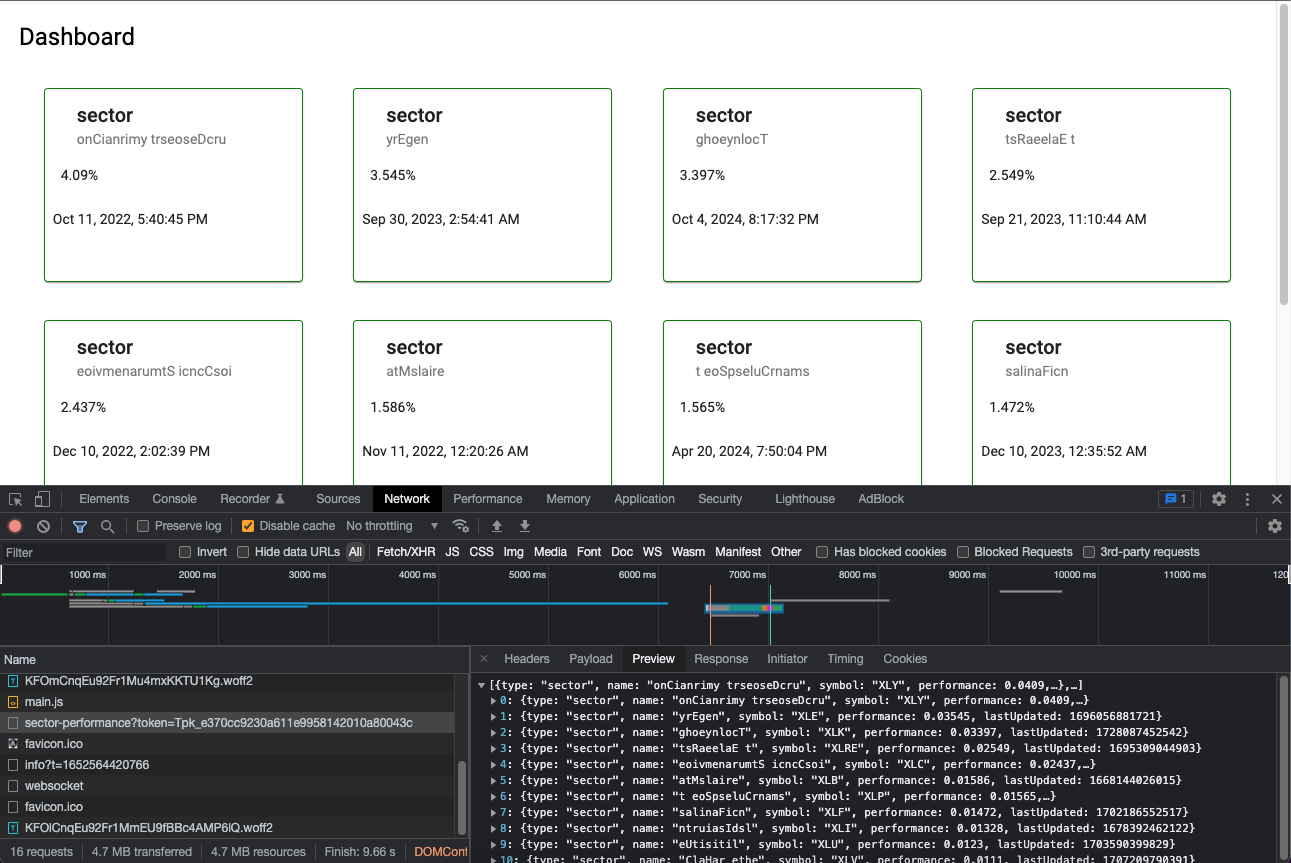 Dashboard
sector sector sector sector
onCianrimy trseoseDcru yrEgen ghoeynlocT tsRaeelaE t
4.09% 3.545% 3.397% 2.549%
Oct 11, 2022, 5:40:45 PM Sep 30, 2023, 2:54:41 AM Oct 4, 2024, 8:17:32 PM Sep 21, 2023, 11:10:44 AM
sector sector sector sector
eoivmenarumtS icncCsoi atMslaire t eoSpseluCrnams salinaFicn
2.437% 1.586% 1.565% 1.472%
Dec 10, 2022, 2:02:39 PM Nov 11, 2022, 12:20:26 AM Apr 20, 2024, 7:50:04 PM Dec 10, 2023, 12:35:52 AM
Elements Console Recorder Sources Network Performance Memory Application Security Lighthouse AdBlock 1
Preserve log Disable cache No throttling
Filter Invert Hide data URLs All Fetch/XHR JS CSS Img Media Font Doc WS Wasm Manifest Other Has blocked cookies Blocked Requests 3rd-party requests
1000 ms 2000 ms 3000 ms 4000 ms 5000 ms 6000 ms 7000 ms 8000 ms 9000 ms 10000 ms 11000 ms 120
Name
KFOmCnqEu92Fr1Mu4mxKKTU1Kg.woff2
main.js
sector-performance?token=Tpk_e370cc9230a611e9958142010a80043c
favicon.ico
info?t=1652564420766
websocket
favicon.ico
KFOlCnqEu92Fr1MmEU9fBBc4AMP6lQ.woff2
16 requests 4.7 MB transferred 4.7 MB resources Finish: 9.66 s DOMCont
× Headers Payload Preview Response Initiator Timing Cookies
[{type: "sector", name: "onCianrimy trseoseDcru", symbol: "XLY", performance: 0.0409,…},…]
0: {type: "sector", name: "onCianrimy trseoseDcru", symbol: "XLY", performance: 0.0409,…}
1: {type: "sector", name: "yrEgen", symbol: "XLE", performance: 0.03545, lastUpdated: 1696056881721}
2: {type: "sector", name: "ghoeynlocT", symbol: "XLK", performance: 0.03397, lastUpdated: 1728087452542}
3: {type: "sector", name: "tsRaeelaE t", symbol: "XLRE", performance: 0.02549, lastUpdated: 1695309044903}
4: {type: "sector", name: "eoivmenarumtS icncCsoi", symbol: "XLC", performance: 0.02437,…}
5: {type: "sector", name: "atMslaire", symbol: "XLB", performance: 0.01586, lastUpdated: 1668144026015}
6: {type: "sector", name: "t eoSpseluCrnams", symbol: "XLP", performance: 0.01565,…}
7: {type: "sector", name: "salinaFicn", symbol: "XLF", performance: 0.01472, lastUpdated: 1702186552517}
8: {type: "sector", name: "ntruiasIdsl", symbol: "XLI", performance: 0.01328, lastUpdated: 1678392462122}
9: {type: "sector", name: "eUtisitil", symbol: "XLU", performance: 0.0123, lastUpdated: 1703590399829}
10: {type: "sector", name: "ClaHar ethe", symbol: "XLV", performance: 0.0111, lastUpdated: 1707209790391}